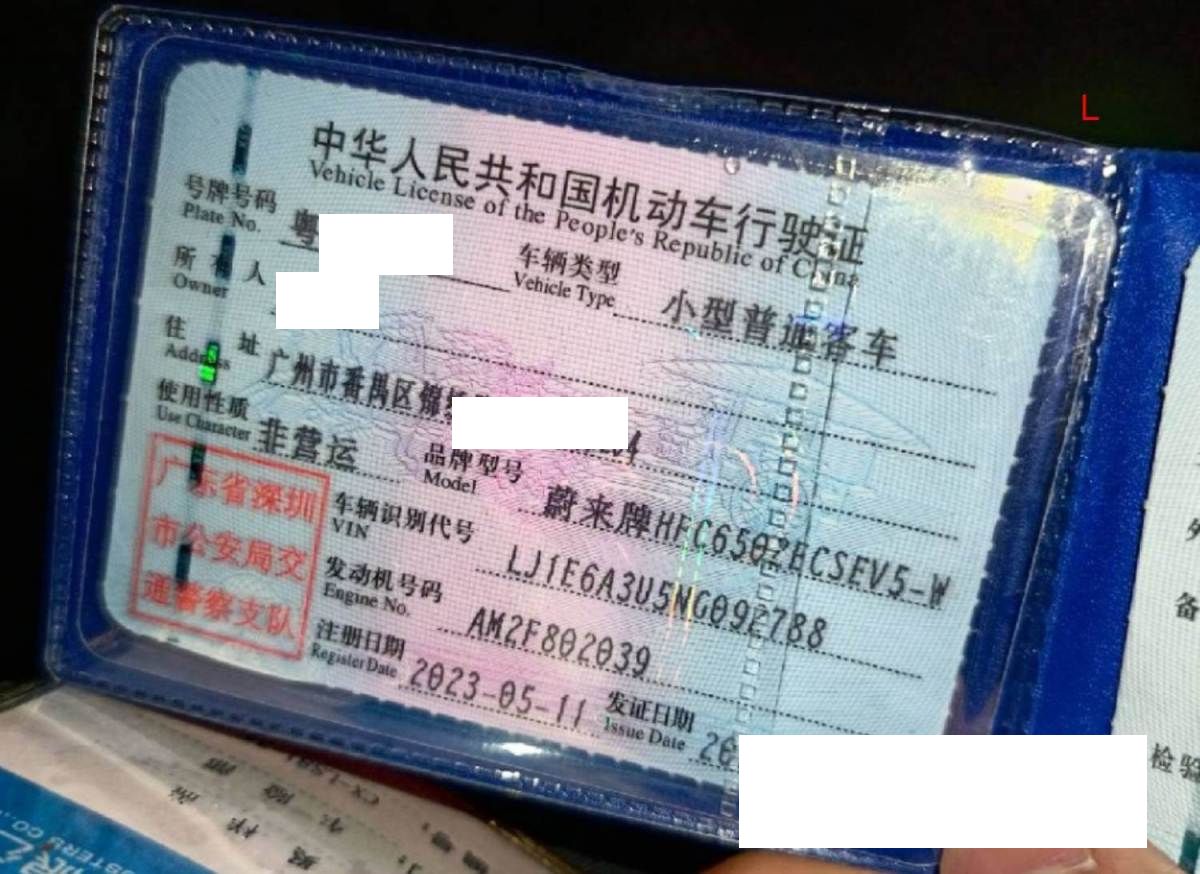 L
中华人民共和国机动车行驶证
Vehicle License of the People's Republic of China
号牌号码 粤
Plate No.
车辆类型 小型普通客车
Vehicle Type
所有人
Owner
住址 广州市番禺区锦
Address
使用性质 非营运
Use Character
品牌型号 蔚来牌HFC6502ECSEV5-W
Model
车辆识别代号 LJ1E6A3U5NG092788
VIN
发动机号码 AM2F802039
Engine No.
注册日期 2023-05-11
Register Date
发证日期 20
Issue Date
广东省深圳
市公安局交
通警察支队
备
检验